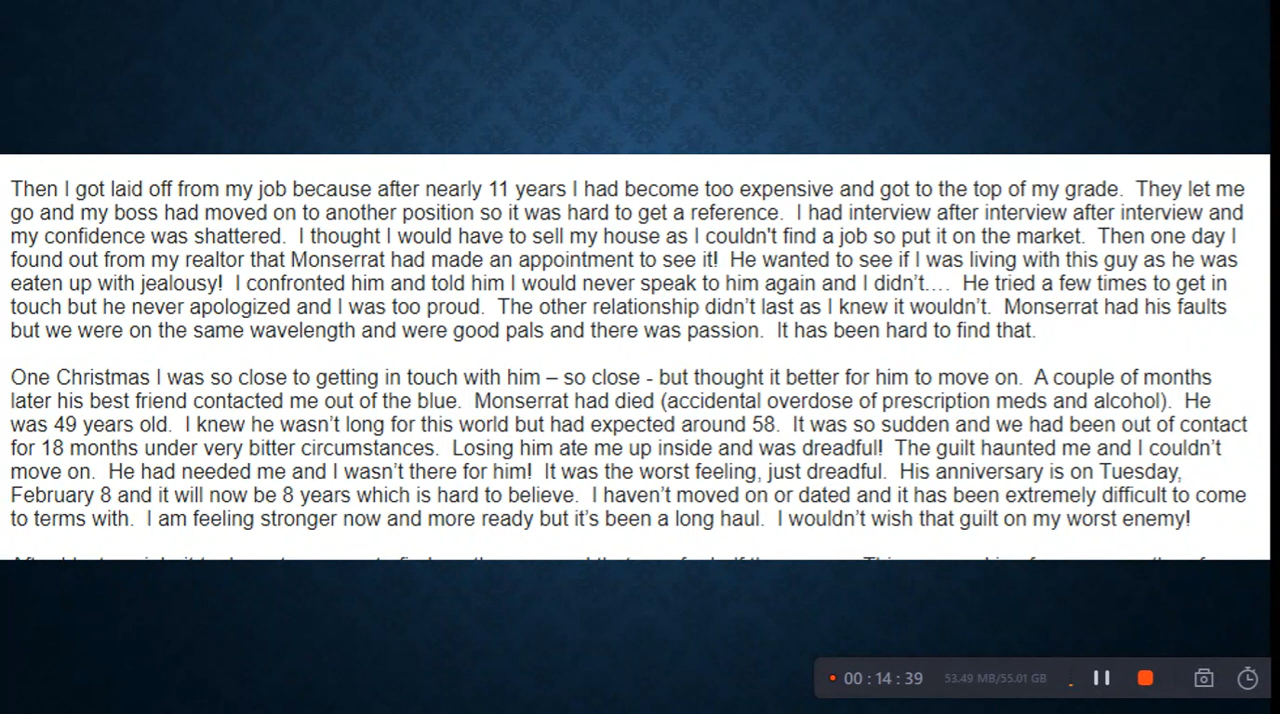 Then I got laid off from my job because after nearly 11 years I had become too expensive and got to the top of my grade.  They let me
go and my boss had moved on to another position so it was hard to get a reference.  I had interview after interview after interview and
my confidence was shattered.  I thought I would have to sell my house as I couldn't find a job so put it on the market.  Then one day I
found out from my realtor that Monserrat had made an appointment to see it!  He wanted to see if I was living with this guy as he was
eaten up with jealousy!  I confronted him and told him I would never speak to him again and I didn’t….  He tried a few times to get in
touch but he never apologized and I was too proud.  The other relationship didn’t last as I knew it wouldn’t.  Monserrat had his faults
but we were on the same wavelength and were good pals and there was passion.  It has been hard to find that.
One Christmas I was so close to getting in touch with him – so close - but thought it better for him to move on.  A couple of months
later his best friend contacted me out of the blue.  Monserrat had died (accidental overdose of prescription meds and alcohol).  He
was 49 years old.  I knew he wasn’t long for this world but had expected around 58.  It was so sudden and we had been out of contact
for 18 months under very bitter circumstances.  Losing him ate me up inside and was dreadful!  The guilt haunted me and I couldn’t
move on.  He had needed me and I wasn’t there for him!  It was the worst feeling, just dreadful.  His anniversary is on Tuesday,
February 8 and it will now be 8 years which is hard to believe.  I haven’t moved on or dated and it has been extremely difficult to come
to terms with.  I am feeling stronger now and more ready but it’s been a long haul.  I wouldn’t wish that guilt on my worst enemy!
00 : 14 : 39 53.49 MB/55.01 GB